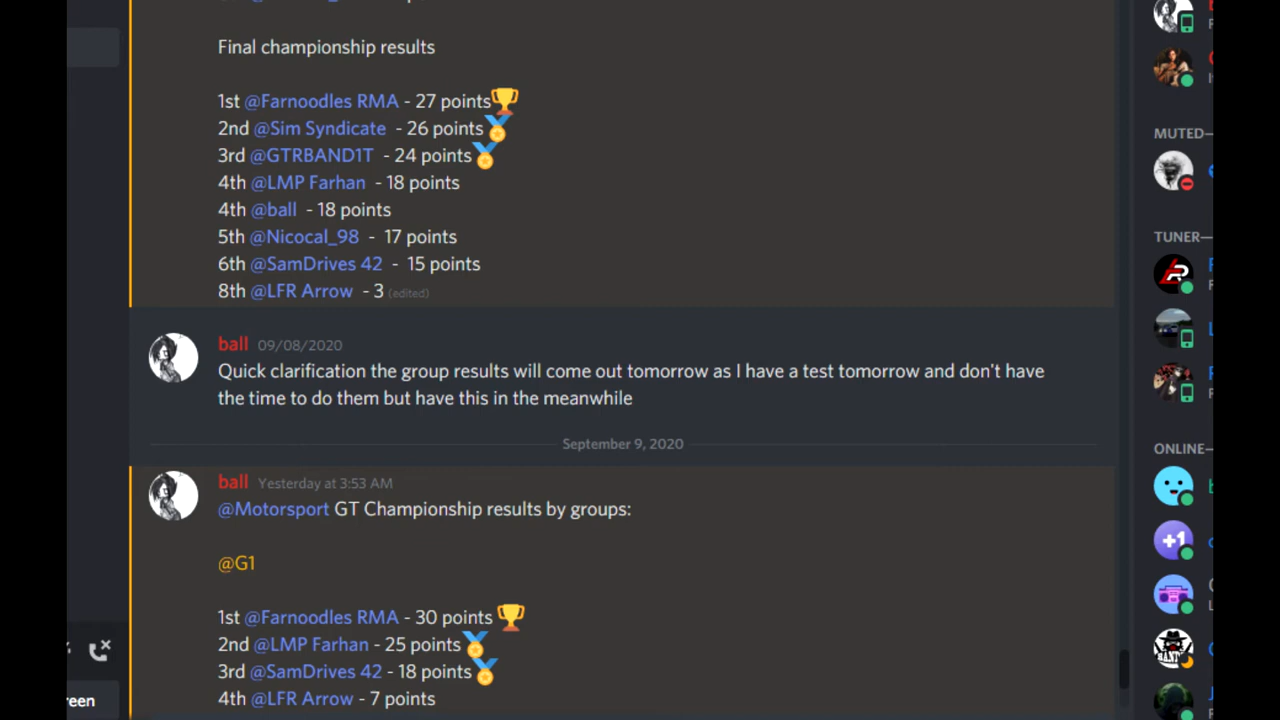 Final championship results
1st @Farnoodles RMA - 27 points🏆
2nd @Sim Syndicate - 26 points🏅
3rd @GTRBAND1T - 24 points🏅
4th @LMP Farhan - 18 points
4th @ball - 18 points
5th @Nicocal_98 - 17 points
6th @SamDrives 42 - 15 points
8th @LFR Arrow - 3 (edited)
ball 09/08/2020
Quick clarification the group results will come out tomorrow as I have a test tomorrow and don't have
the time to do them but have this in the meanwhile
September 9, 2020
ball Yesterday at 3:53 AM
@Motorsport GT Championship results by groups:
@G1
1st @Farnoodles RMA - 30 points 🏆
2nd @LMP Farhan - 25 points🏅
3rd @SamDrives 42 - 18 points🏅
4th @LFR Arrow - 7 points
reen
MUTED—
TUNER—
ONLINE—
+1